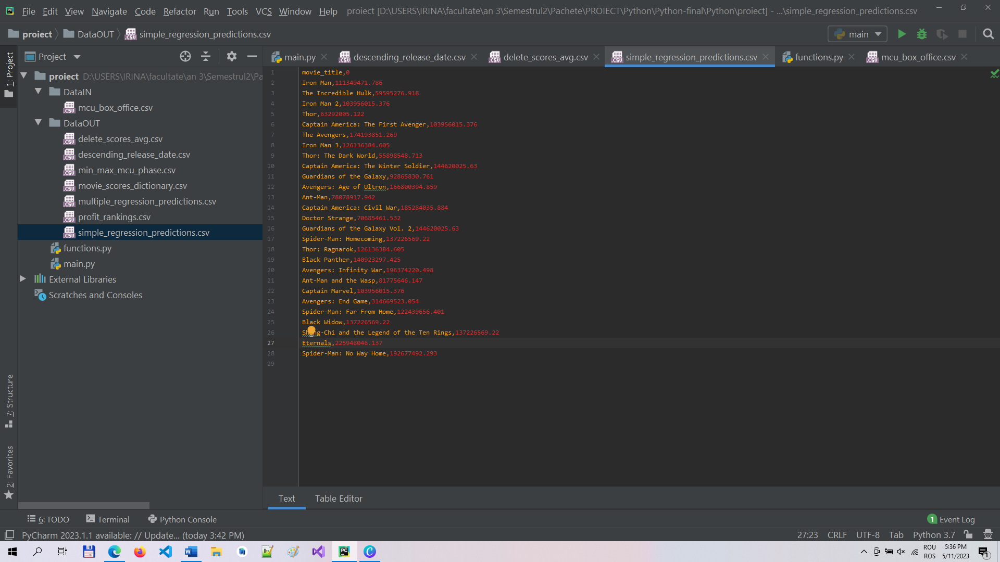 File Edit View Navigate Code Refactor Run Tools VCS Window Help project [D:\USERS\IRINA\facultate\an 3\Semestrul2\Pachete\PROIECT\Python\Python-final\Python\project] - ...\simple_regression_predictions.csv
project DataOUT simple_regression_predictions.csv main
1: Project
Project
main.py descending_release_date.csv delete_scores_avg.csv simple_regression_predictions.csv functions.py mcu_box_office.csv
project D:\USERS\IRINA\facultate\an 3\Semestrul2\Pa
DataIN
mcu_box_office.csv
DataOUT
delete_scores_avg.csv
descending_release_date.csv
min_max_mcu_phase.csv
movie_scores_dictionary.csv
multiple_regression_predictions.csv
profit_rankings.csv
simple_regression_predictions.csv
functions.py
main.py
External Libraries
Scratches and Consoles
7: Structure
2: Favorites
1 movie_title,0
2 Iron Man,111349471.786
3 The Incredible Hulk,59595276.918
4 Iron Man 2,103956015.376
5 Thor,63292005.122
6 Captain America: The First Avenger,103956015.376
7 The Avengers,174193851.269
8 Iron Man 3,126136384.605
9 Thor: The Dark World,55898548.713
10 Captain America: The Winter Soldier,144620025.63
11 Guardians of the Galaxy,92865830.761
12 Avengers: Age of Ultron,166800394.859
13 Ant-Man,78078917.942
14 Captain America: Civil War,185284035.884
15 Doctor Strange,70685461.532
16 Guardians of the Galaxy Vol. 2,144620025.63
17 Spider-Man: Homecoming,137226569.22
18 Thor: Ragnarok,126136384.605
19 Black Panther,140923297.425
20 Avengers: Infinity War,196374220.498
21 Ant-Man and the Wasp,81775646.147
22 Captain Marvel,103956015.376
23 Avengers: End Game,314669523.054
24 Spider-Man: Far From Home,122439656.401
25 Black Widow,137226569.22
26 Shang-Chi and the Legend of the Ten Rings,137226569.22
27 Eternals,225948046.137
28 Spider-Man: No Way Home,192677492.293
29
Text Table Editor
6: TODO Terminal Python Console 1 Event Log
PyCharm 2023.1.1 available: // Update... (today 3:42 PM) 27:23 CRLF UTF-8 Tab Python 3.7
ROU 5:36 PM
ROS 5/11/2023 1